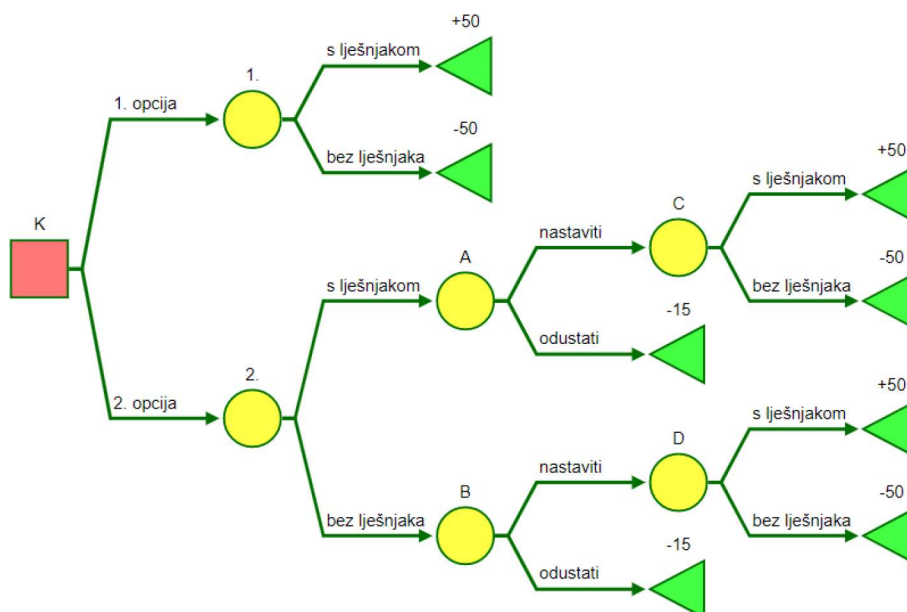 +50
1.
s lješnjakom
1. opcija
-50
bez lješnjaka
+50
C
s lješnjakom
K
A
nastaviti
-50
s lješnjakom
bez lješnjaka
-15
odustati
2.
+50
2. opcija
D
s lješnjakom
B
nastaviti
-50
bez lješnjaka
bez lješnjaka
-15
odustati